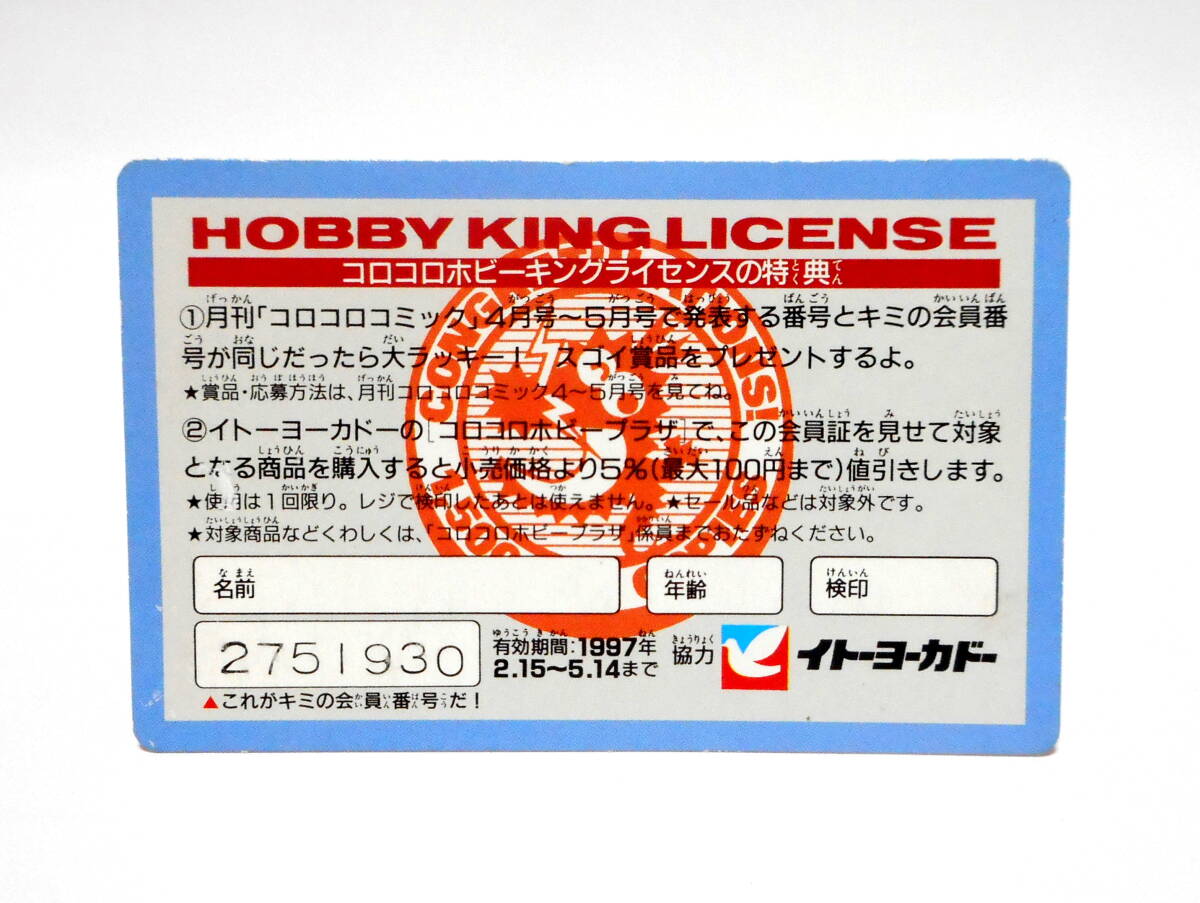 HOBBY KING LICENSE
コロコロホビーキングライセンスの特典
①月刊「コロコロコミック」4月号〜5月号で発表する番号とキミの会員番
号が同じだったら大ラッキー! スゴイ賞品をプレゼントするよ。
★賞品・応募方法は、月刊コロコロコミック4〜5月号を見てね。
②イトーヨーカドーの[コロコロホビープラザ]で、この会員証を見せて対象
となる商品を購入すると小売価格より5%(最大100円まで)値引きします。
★使用は1回限り。レジで検印したあとは使えません。★セール品などは対象外です。
★対象商品などくわしくは、「コロコロホビープラザ」係員までおたずねください。
名前
年齢
検印
2751930
有効期間:1997年
2.15〜5.14まで
協力
イトーヨーカドー
▲これがキミの会員番号だ!